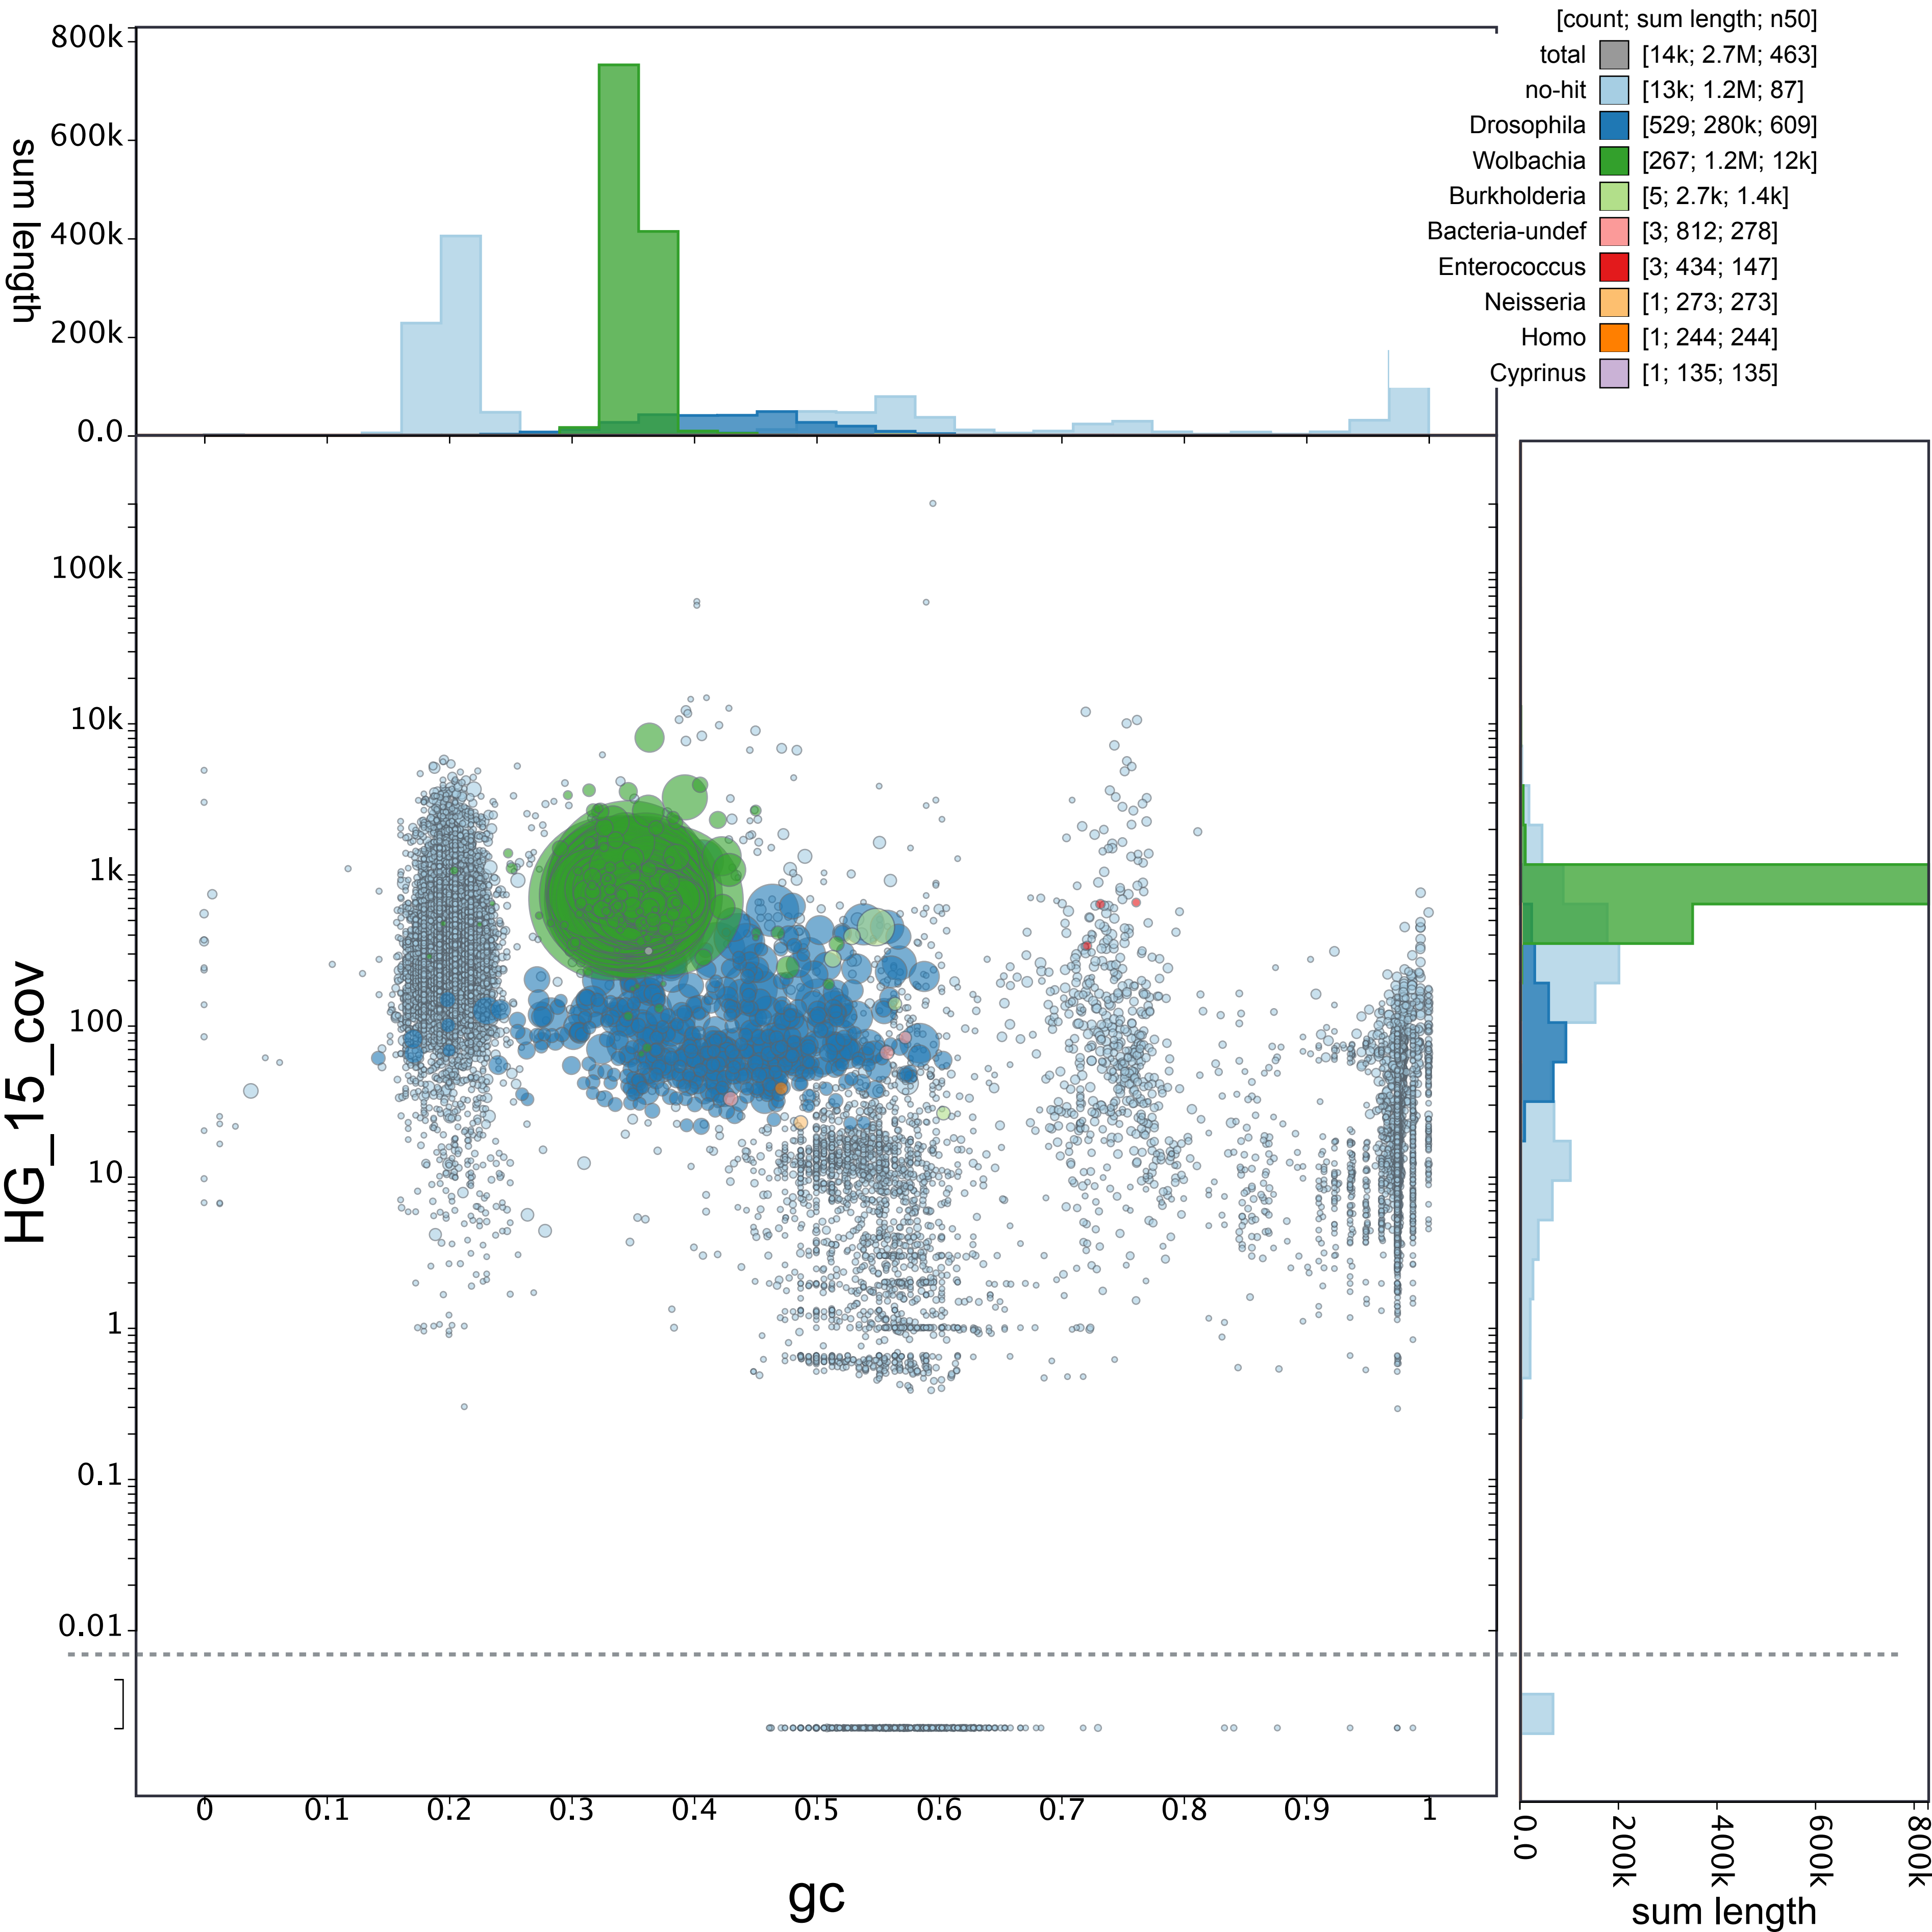 [count; sum length; n50]
total [14k; 2.7M; 463]
no-hit [13k; 1.2M; 87]
Drosophila [529; 280k; 609]
Wolbachia [267; 1.2M; 12k]
Burkholderia [5; 2.7k; 1.4k]
Bacteria-undef [3; 812; 278]
Enterococcus [3; 434; 147]
Neisseria [1; 273; 273]
Homo [1; 244; 244]
Cyprinus [1; 135; 135]
sum length
800k
600k
400k
200k
0.0
HG_15_cov
100k
10k
1k
100
10
1
0.1
0.01
0 0.1 0.2 0.3 0.4 0.5 0.6 0.7 0.8 0.9 1
gc
0.0 200k 400k 600k 800k
sum length